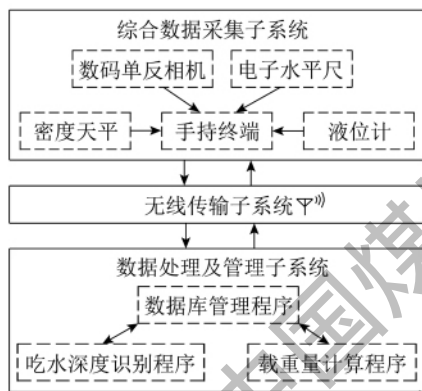 综合数据采集子系统
数码单反相机 电子水平尺
密度天平 手持终端 液位计
无线传输子系统
数据处理及管理子系统
数据库管理程序
吃水深度识别程序 载重量计算程序
中国煤